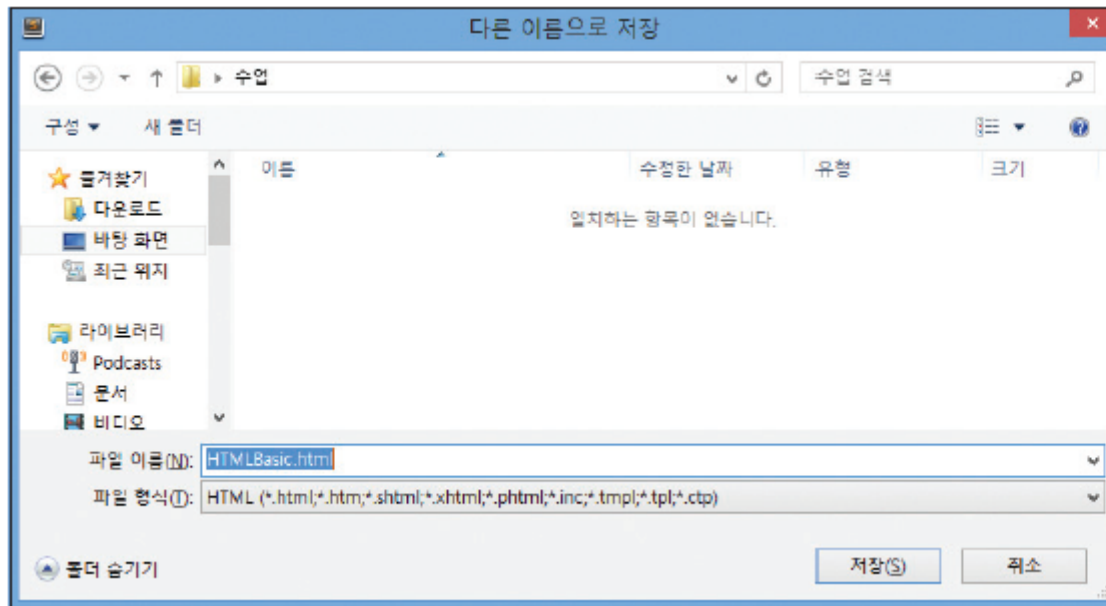 다른 이름으로 저장
수업
수업 검색
구성
새 폴더
이름 수정한 날짜 유형 크기
일치하는 항목이 없습니다.
즐겨찾기
다운로드
바탕 화면
최근 위치
라이브러리
Podcasts
문서
비디오
파일 이름(N): HTMLBasic.html
파일 형식(T): HTML (*.html;*.htm;*.shtml;*.xhtml;*.phtml;*.inc;*.tmpl;*.tpl;*.ctp)
폴더 숨기기
저장(S)
취소